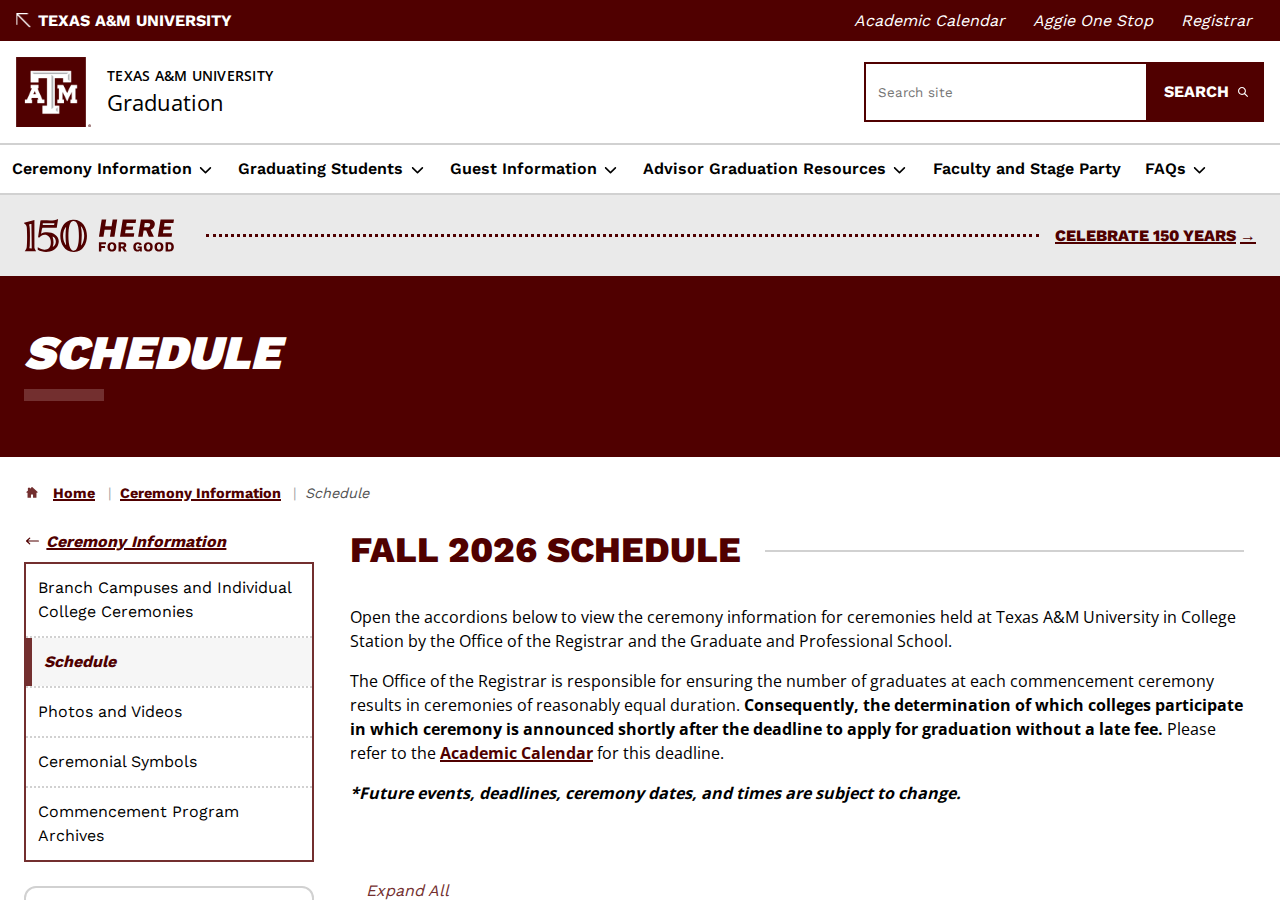 TEXAS A&M UNIVERSITY
Academic Calendar
Aggie One Stop
Registrar
ATM
TEXAS A&M UNIVERSITY
Graduation
Search site
SEARCH
Ceremony Information
Graduating Students
Guest Information
Advisor Graduation Resources
Faculty and Stage Party
FAQs
150 HERE
FOR GOOD
CELEBRATE 150 YEARS →
SCHEDULE
Home | Ceremony Information | Schedule
← Ceremony Information
Branch Campuses and Individual
College Ceremonies
Schedule
Photos and Videos
Ceremonial Symbols
Commencement Program
Archives
FALL 2026 SCHEDULE
Open the accordions below to view the ceremony information for ceremonies held at Texas A&M University in College
Station by the Office of the Registrar and the Graduate and Professional School.
The Office of the Registrar is responsible for ensuring the number of graduates at each commencement ceremony
results in ceremonies of reasonably equal duration. Consequently, the determination of which colleges participate
in which ceremony is announced shortly after the deadline to apply for graduation without a late fee. Please
refer to the Academic Calendar for this deadline.
*Future events, deadlines, ceremony dates, and times are subject to change.
Expand All